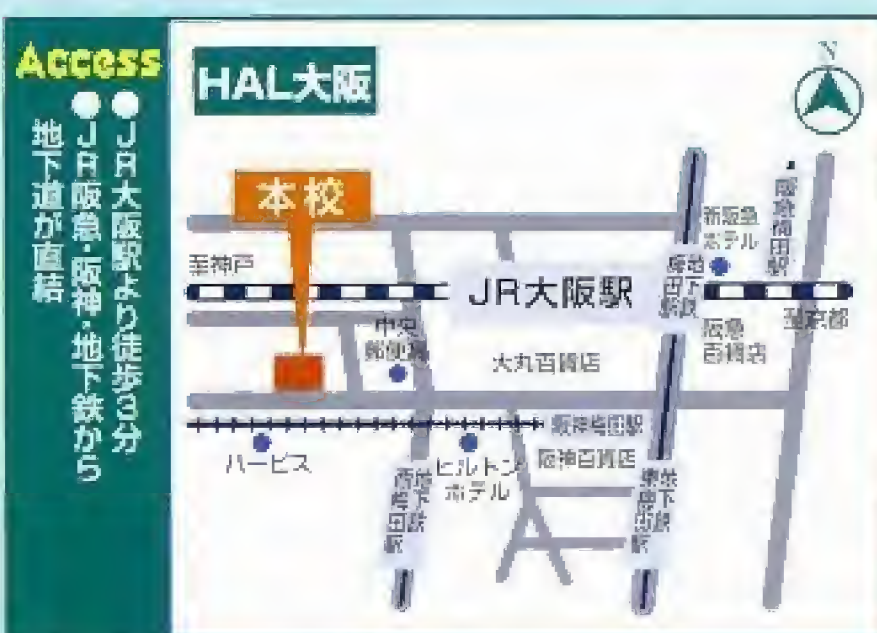 Access
●JR大阪駅より徒歩3分
●JR阪急・阪神・地下鉄から
地下道が直結
HAL大阪
N
本校
至神戸
JR大阪駅
新阪急
ホテル
阪急梅田駅
地下鉄
梅田駅
至京都
阪急
百貨店
中央
郵便局
大丸百貨店
阪神梅田駅
阪神百貨店
ハービス
ヒルトン
ホテル
地下鉄
西梅田駅
地下鉄
東梅田駅